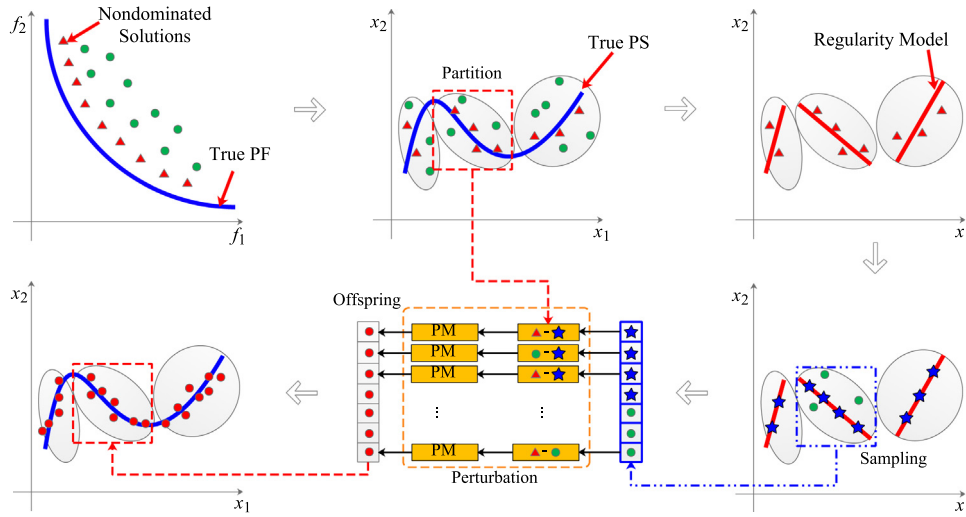 f2
Nondominated
Solutions
True PF
f1
x2
Partition
True PS
x1
x2
Regularity Model
x
x2
Sampling
x
Offspring
PM
-
PM
-
PM
-
...
...
PM
-
Perturbation
x2
x1